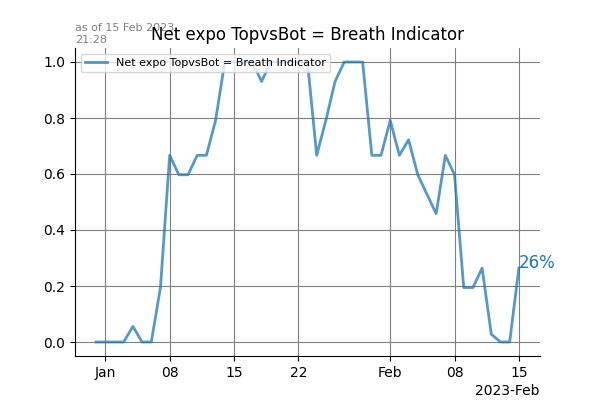 as of 15 Feb 2023
21:28
Net expo TopvsBot = Breath Indicator
Net expo TopvsBot = Breath Indicator
1.0
0.8
0.6
0.4
0.2
0.0
26%
Jan 08 15 22 Feb 08 15
2023-Feb